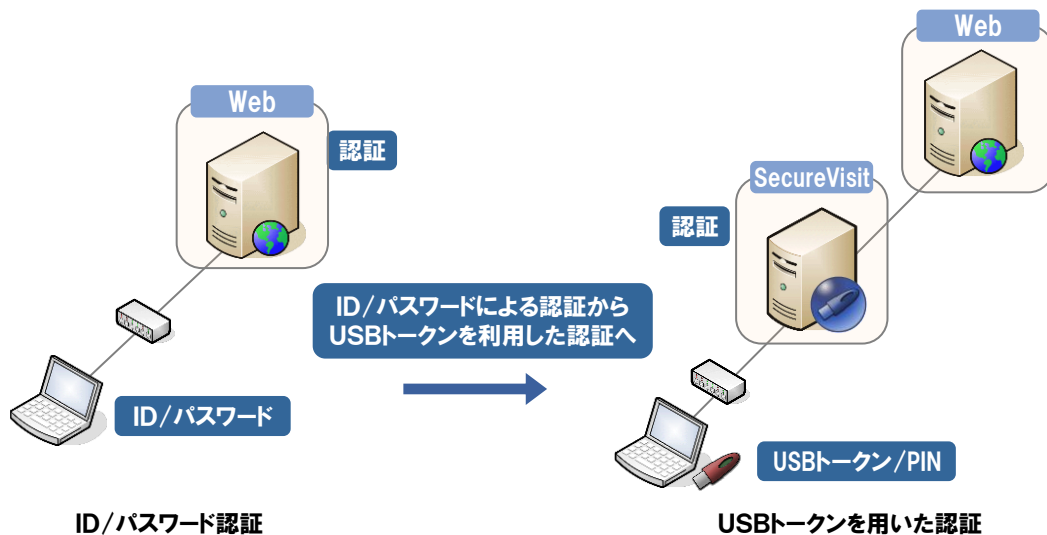 Web
認証
ID/パスワード
ID/パスワード認証
ID/パスワードによる認証から
USBトークンを利用した認証へ
Web
SecureVisit
認証
USBトークン/PIN
USBトークンを用いた認証